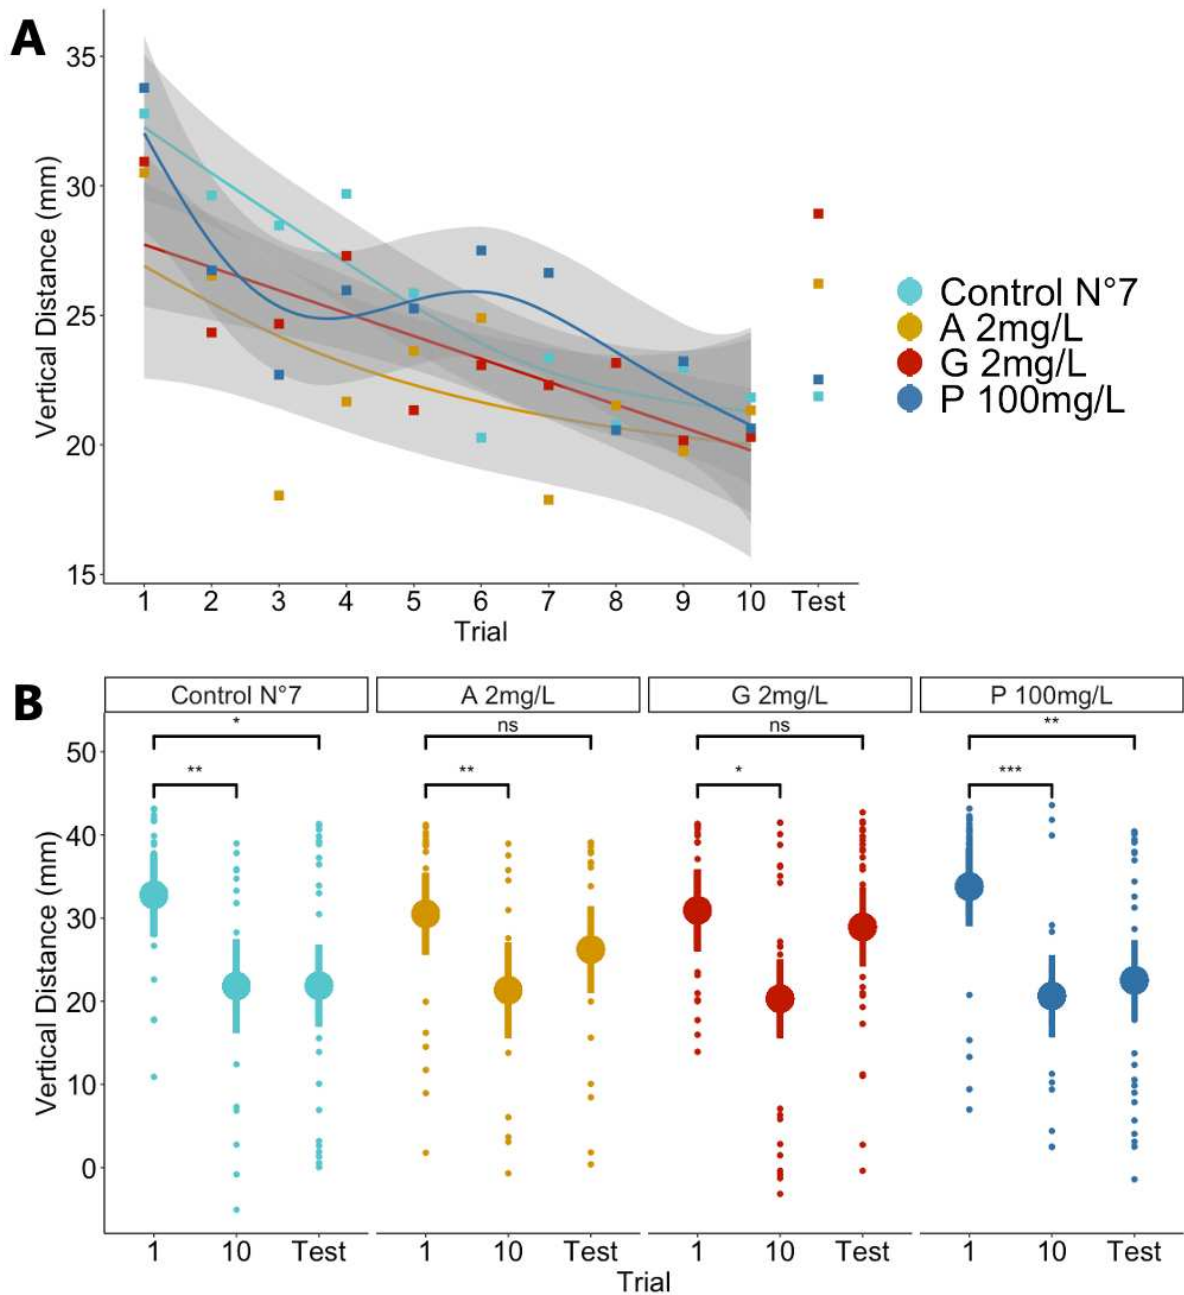 A
Vertical Distance (mm)
35
30
25
20
15
1 2 3 4 5 6 7 8 9 10 Test
Trial
Control N°7
A 2mg/L
G 2mg/L
P 100mg/L
B
Control N°7 A 2mg/L G 2mg/L P 100mg/L
* ns ns **
** ** * ***
Vertical Distance (mm)
50
40
30
20
10
0
1 10 Test 1 10 Test 1 10 Test 1 10 Test
Trial